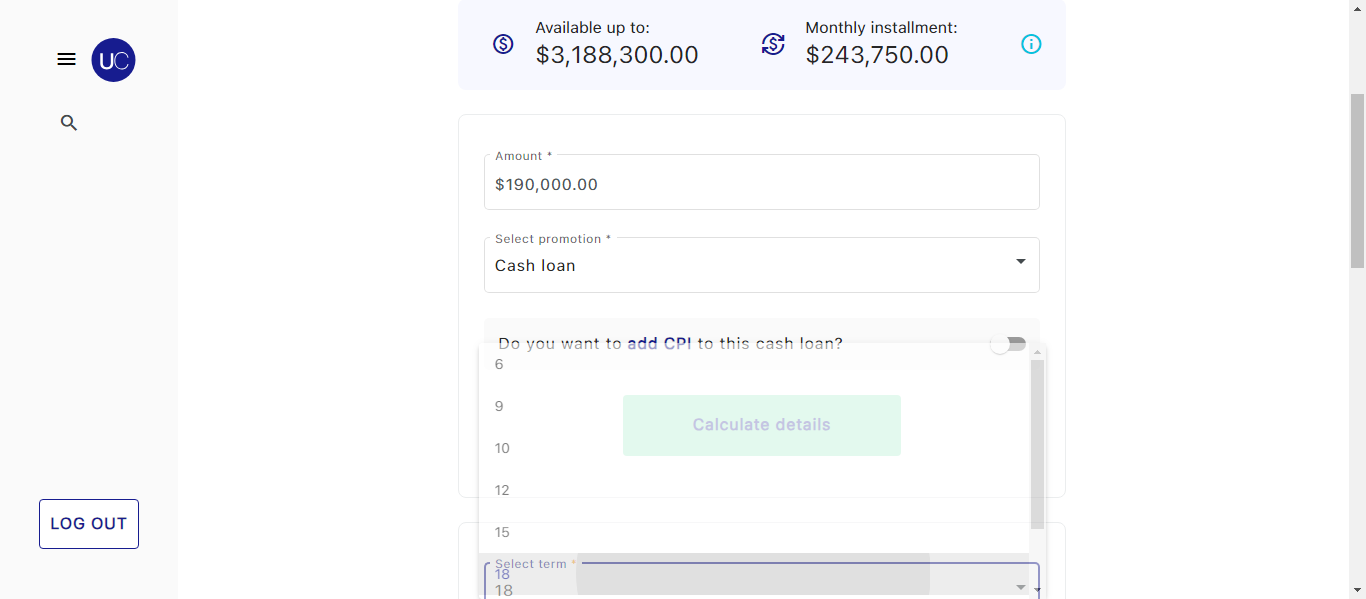 Available up to:
$3,188,300.00
Monthly installment:
$243,750.00
UC
Amount *
$190,000.00
Select promotion *
Cash loan
Do you want to add CPI to this cash loan?
6
9
Calculate details
10
12
15
LOG OUT
Select term *
18
18